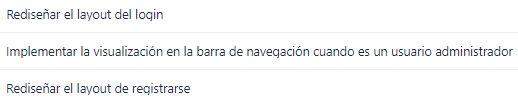 Rediseñar el layout del login
Implementar la visualización en la barra de navegación cuando es un usuario administrador
Rediseñar el layout de registrarse